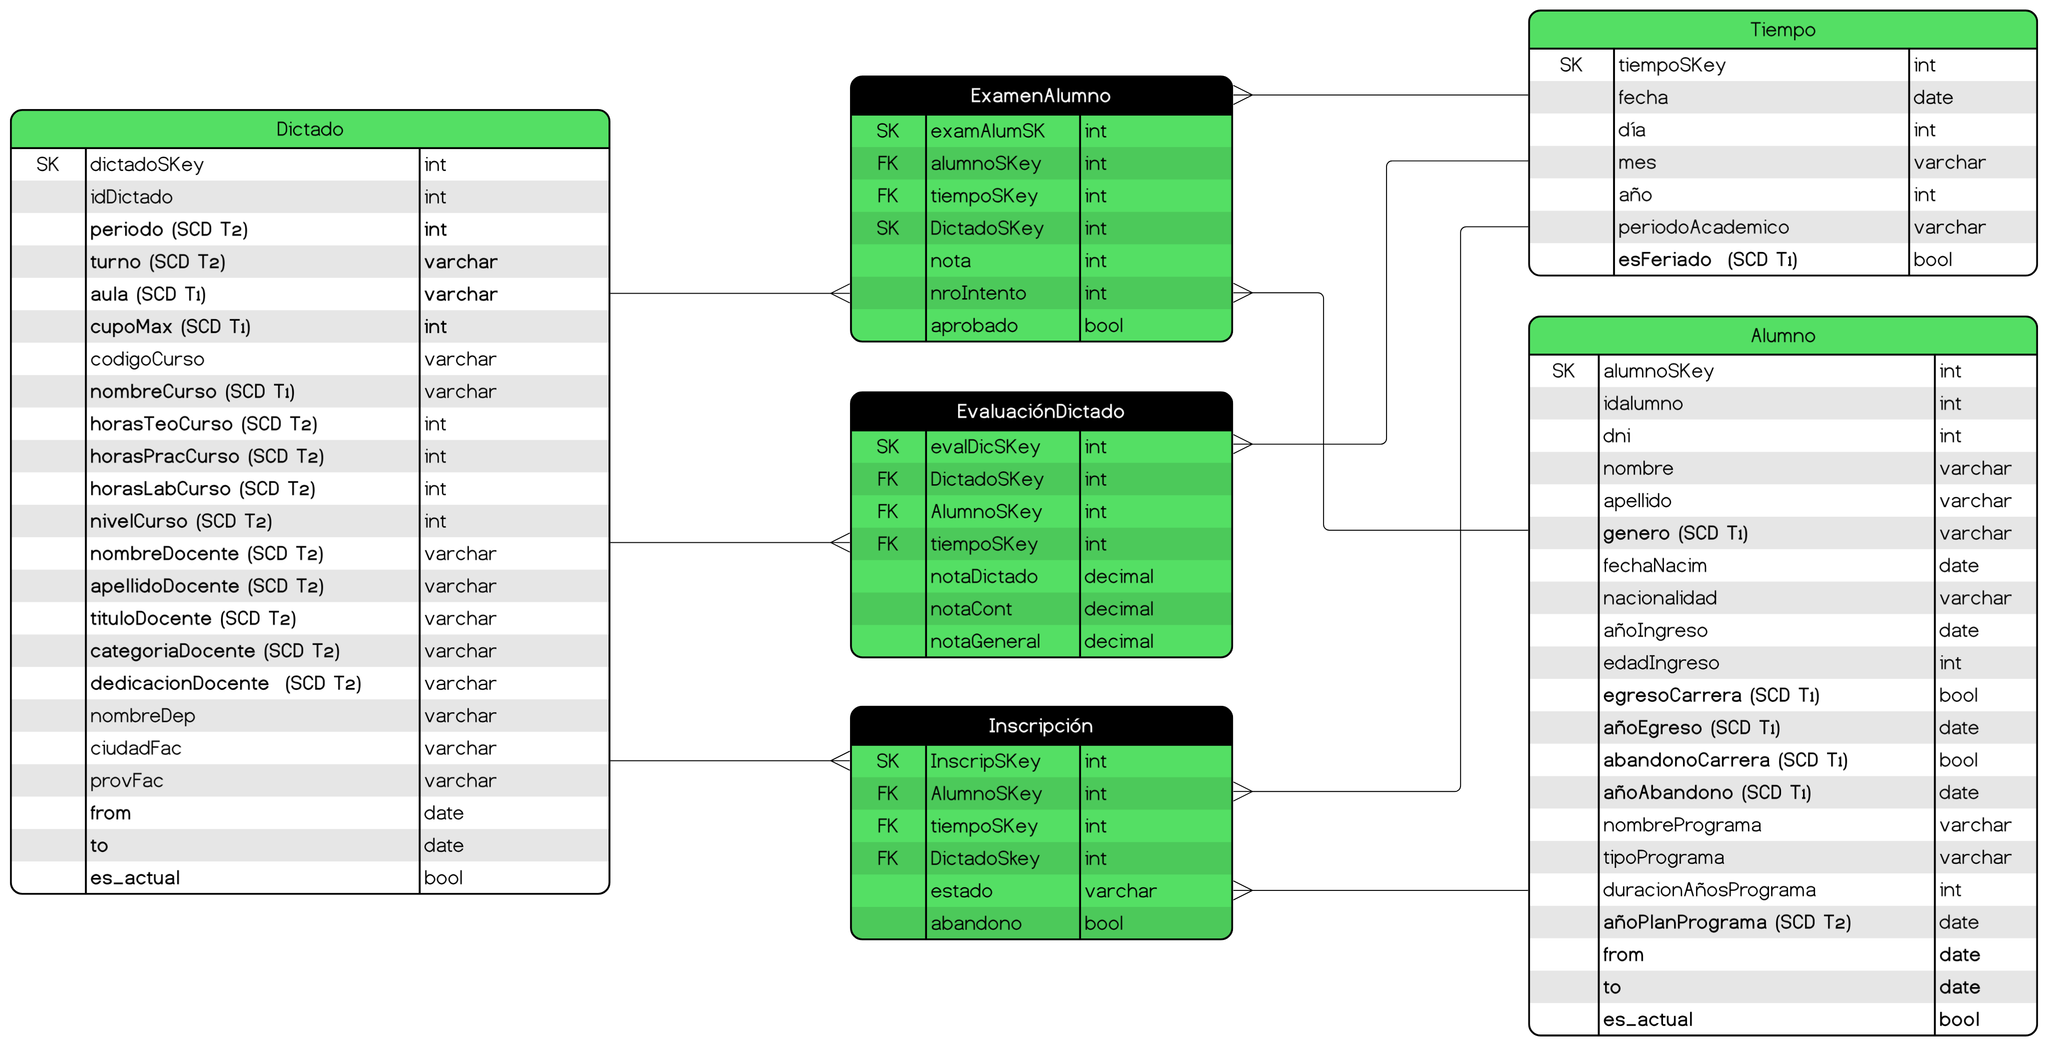 Dictado
SK dictadoSKey int
idDictado int
periodo (SCD T2) int
turno (SCD T2) varchar
aula (SCD T1) varchar
cupoMax (SCD T1) int
codigoCurso varchar
nombreCurso (SCD T1) varchar
horasTeoCurso (SCD T2) int
horasPracCurso (SCD T2) int
horasLabCurso (SCD T2) int
nivelCurso (SCD T2) int
nombreDocente (SCD T2) varchar
apellidoDocente (SCD T2) varchar
tituloDocente (SCD T2) varchar
categoriaDocente (SCD T2) varchar
dedicacionDocente (SCD T2) varchar
nombreDep varchar
ciudadFac varchar
provFac varchar
from date
to date
es_actual bool
ExamenAlumno
SK examAlumSK int
FK alumnoSKey int
FK tiempoSKey int
SK DictadoSKey int
nota int
nroIntento int
aprobado bool
EvaluaciónDictado
SK evalDicSKey int
FK DictadoSKey int
FK AlumnoSKey int
FK tiempoSKey int
notaDictado decimal
notaCont decimal
notaGeneral decimal
Inscripción
SK InscripSKey int
FK AlumnoSKey int
FK tiempoSKey int
FK DictadoSkey int
estado varchar
abandono bool
Tiempo
SK tiempoSKey int
fecha date
día int
mes varchar
año int
periodoAcademico varchar
esFeriado (SCD T1) bool
Alumno
SK alumnoSKey int
idalumno int
dni int
nombre varchar
apellido varchar
genero (SCD T1) varchar
fechaNacim date
nacionalidad varchar
añoIngreso date
edadIngreso int
egresoCarrera (SCD T1) bool
añoEgreso (SCD T1) date
abandonoCarrera (SCD T1) bool
añoAbandono (SCD T1) date
nombrePrograma varchar
tipoPrograma varchar
duracionAñosPrograma int
añoPlanPrograma (SCD T2) date
from date
to date
es_actual bool